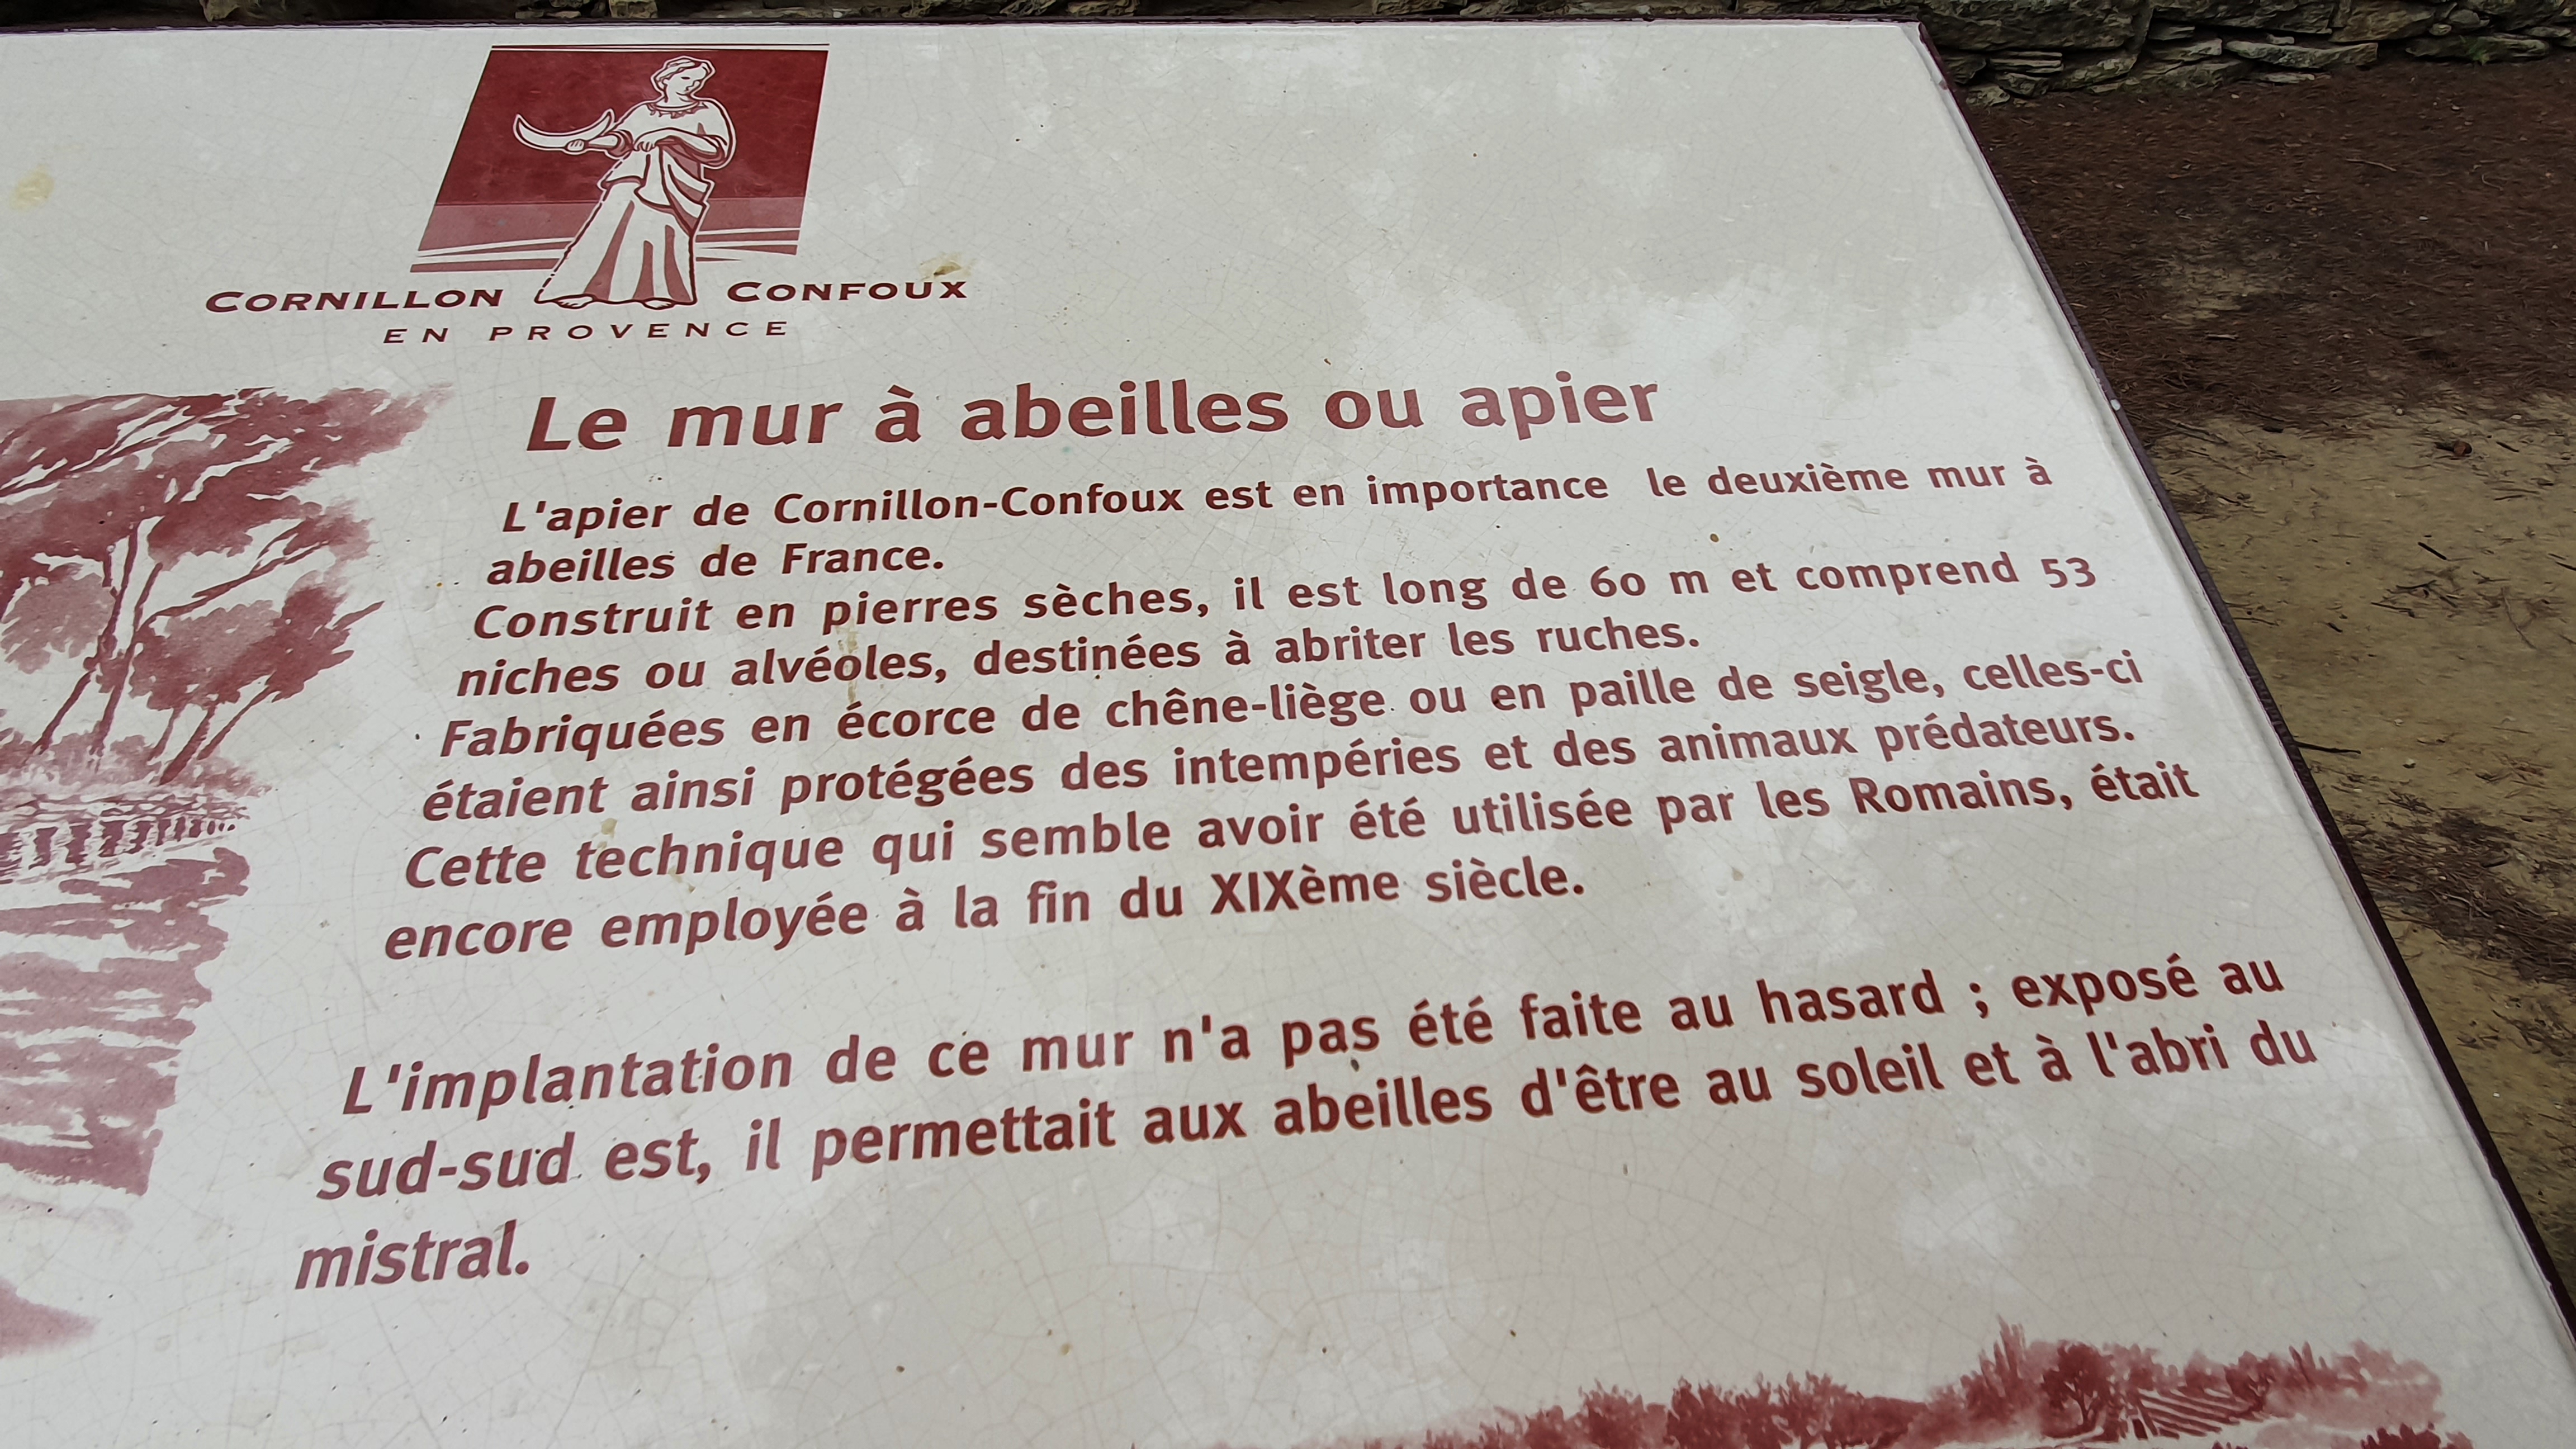 CORNILLON CONFOUX
EN PROVENCE
Le mur à abeilles ou apier
L'apier de Cornillon-Confoux est en importance le deuxième mur à
abeilles de France.
Construit en pierres sèches, il est long de 60 m et comprend 53
niches ou alvéoles, destinées à abriter les ruches.
Fabriquées en écorce de chêne-liège ou en paille de seigle, celles-ci
étaient ainsi protégées des intempéries et des animaux prédateurs.
Cette technique qui semble avoir été utilisée par les Romains, était
encore employée à la fin du XIXème siècle.
L'implantation de ce mur n'a pas été faite au hasard ; exposé au
sud-sud est, il permettait aux abeilles d'être au soleil et à l'abri du
mistral.